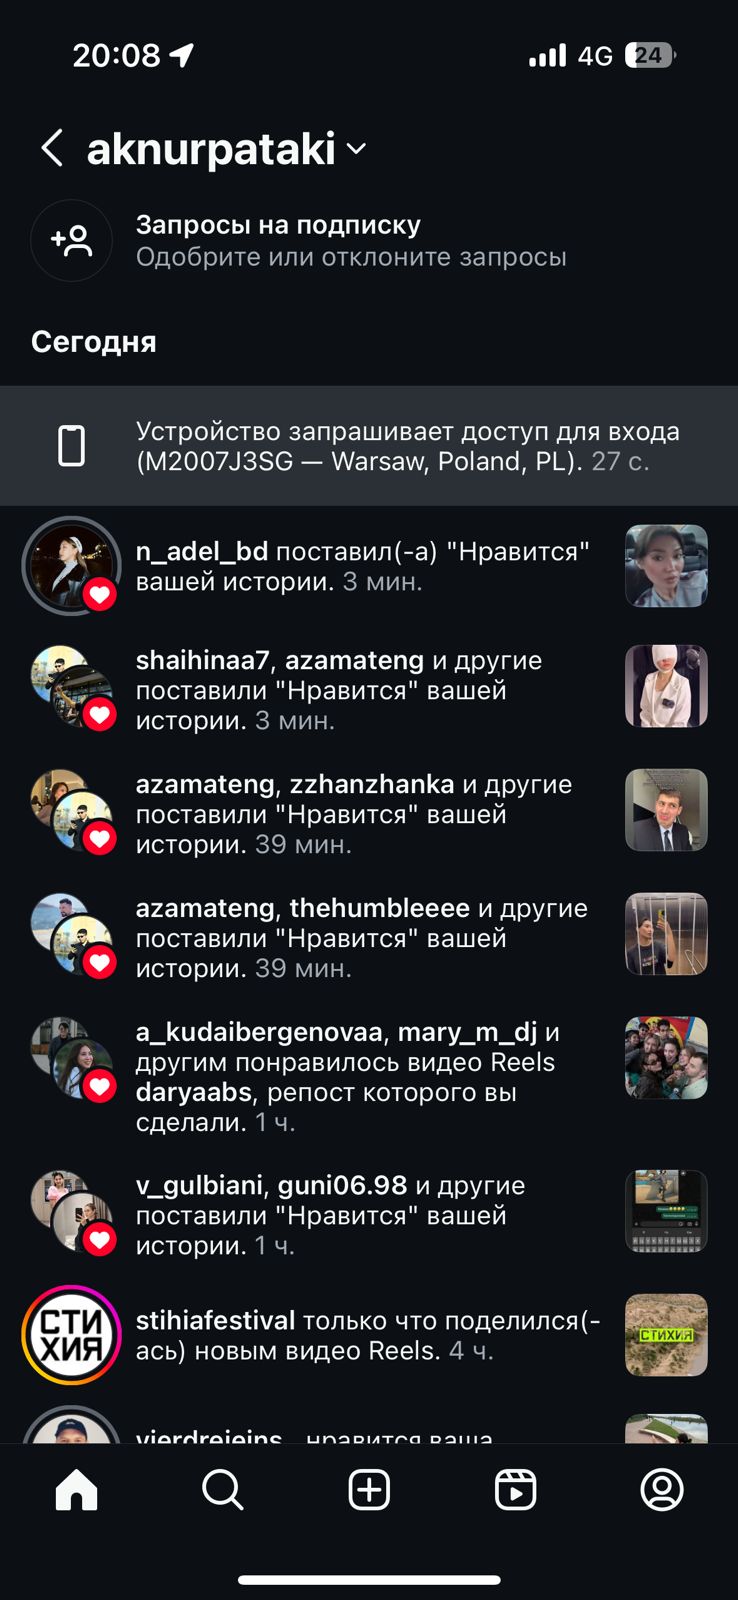 20:08
4G
24
aknurpataki
Запросы на подписку
Одобрите или отклоните запросы
Сегодня
Устройство запрашивает доступ для входа
(M2007J3SG — Warsaw, Poland, PL). 27 с.
n_adel_bd поставил(-а) "Нравится"
вашей истории. 3 мин.
shaihinaa7, azamateng и другие
поставили "Нравится" вашей
истории. 3 мин.
azamateng, zzhanzhanka и другие
поставили "Нравится" вашей
истории. 39 мин.
azamateng, thehumbleeee и другие
поставили "Нравится" вашей
истории. 39 мин.
a_kudaibergenovaa, mary_m_dj и
другим понравилось видео Reels
daryaabs, репост которого вы
сделали. 1 ч.
v_gulbiani, guni06.98 и другие
поставили "Нравится" вашей
истории. 1 ч.
СТИ
ХИЯ
stihiafestival только что поделился(-
ась) новым видео Reels. 4 ч.
СТИХИЯ
нравится ваша